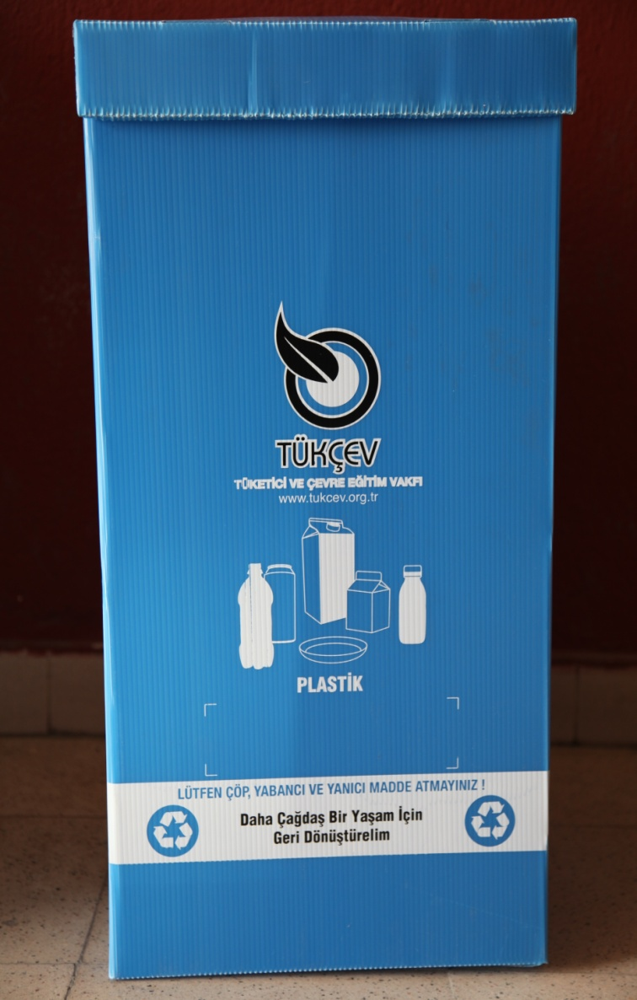 TÜKÇEV
TÜKETİCİ VE ÇEVRE EĞİTİM VAKFI
www.tukcev.org.tr
PLASTİK
LÜTFEN ÇÖP, YABANCI VE YANICI MADDE ATMAYINIZ !
Daha Çağdaş Bir Yaşam İçin
Geri Dönüştürelim